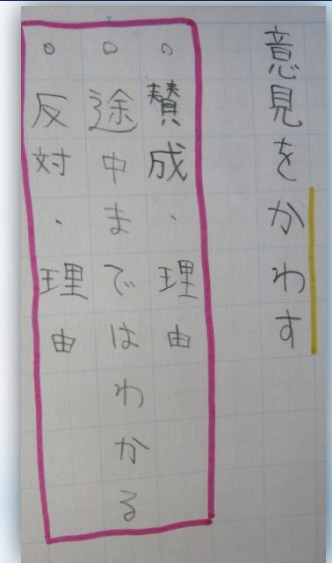 意見をかわす
。賛成・理由
。途中まではわかる
。反対・理由